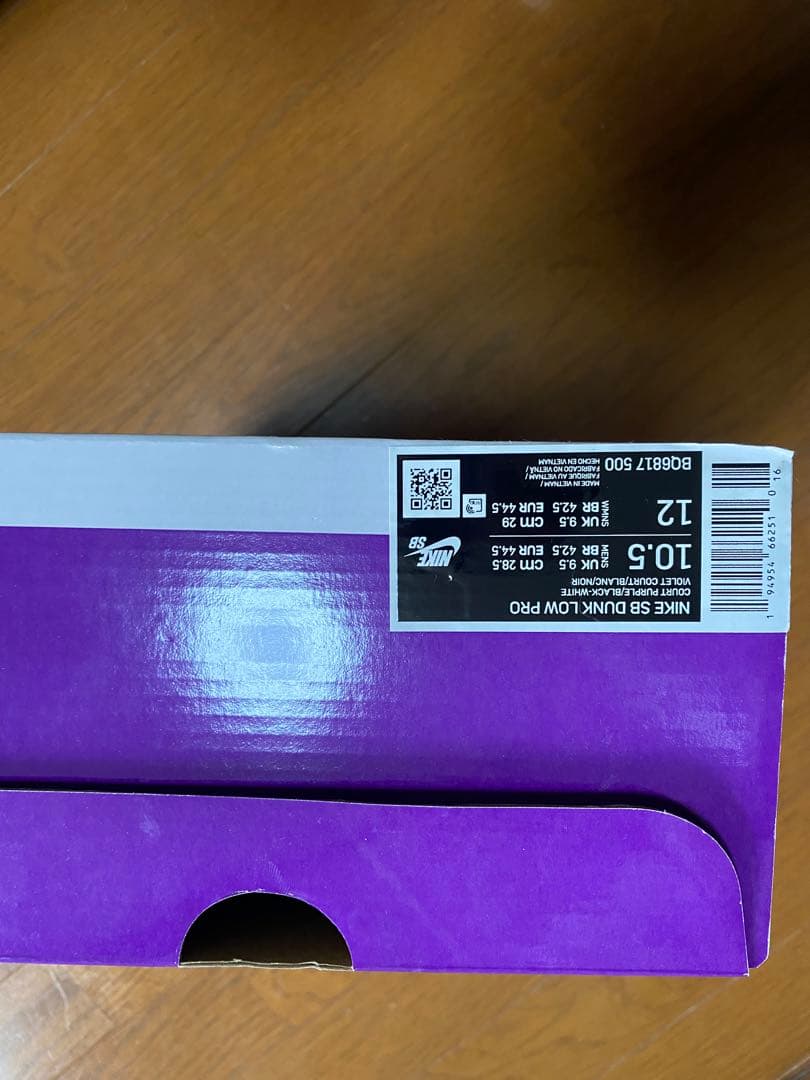 NIKE SB DUNK LOW PRO
COURT PURPLE/BLACK-WHITE
VIOLET COURT/BLANC/NOIR
10.5 MENS UK 9.5 cm 28.5
BR 42.5 EUR 44.5
12 WMNS UK 9.5 cm 29
BR 42.5 EUR 44.5
NIKE SB
BQ6817 500
MADE IN VIETNAM /
FABRIQUE AU VIETNAM /
FABRICADO NO VIETNÃ /
HECHO EN VIETNAM
1 94954 66251 0 16